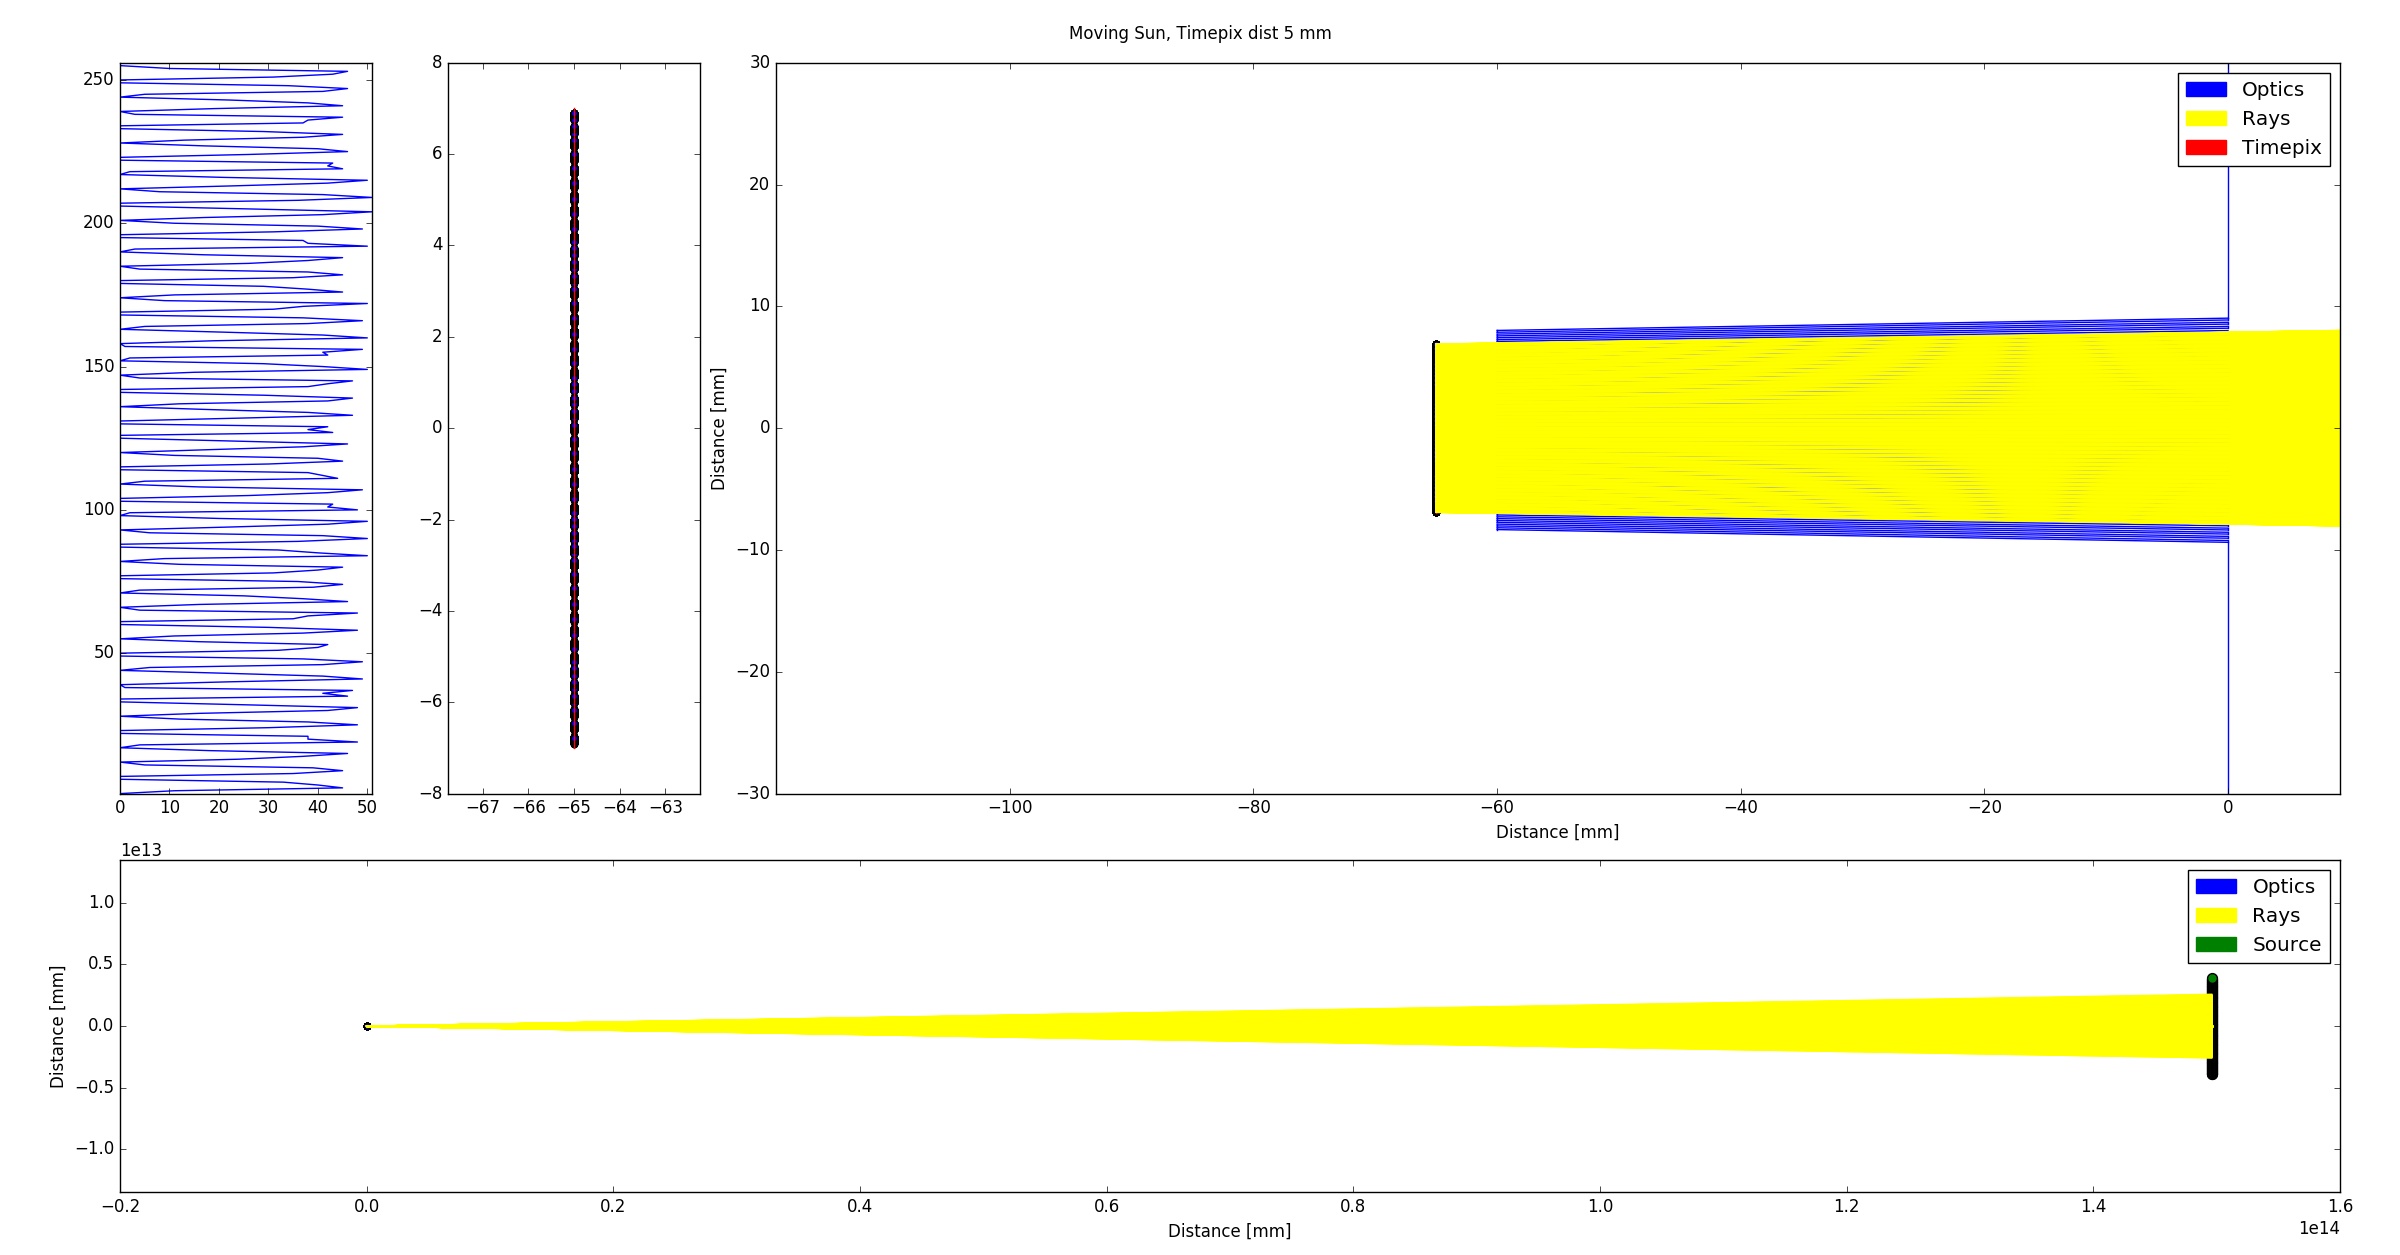 Moving Sun, Timepix dist 5 mm
250
200
150
100
50
0 10 20 30 40 50
8
6
4
2
0
−2
−4
−6
−8
−67 −66 −65 −64 −63
Distance [mm]
30
20
10
0
−10
−20
−30
−100 −80 −60 −40 −20 0
Distance [mm]
Optics
Rays
Timepix
1e13
Distance [mm]
1.0
0.5
0.0
−0.5
−1.0
−0.2 0.0 0.2 0.4 0.6 0.8 1.0 1.2 1.4 1.6
1e14
Distance [mm]
Optics
Rays
Source